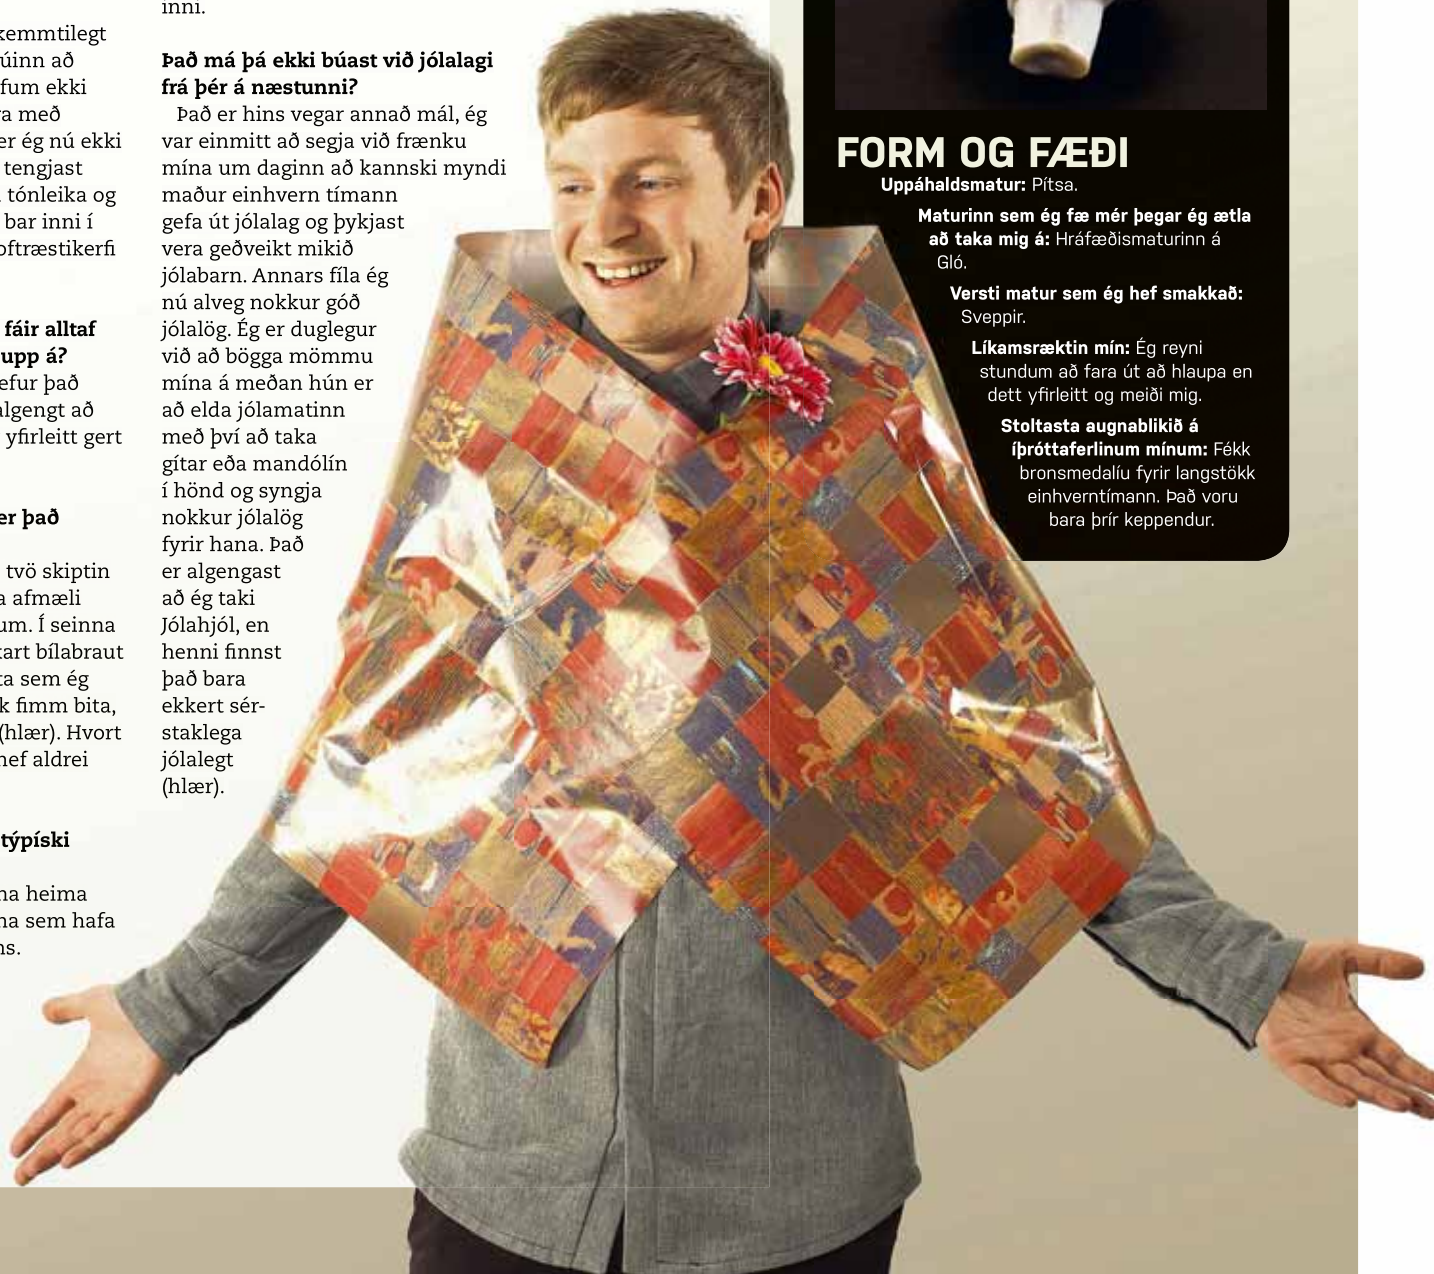 kemmtilegt
úinn að
fum ekki
a með
er ég nú ekki
tengjast
tónleika og
bar inni í
oftræstikerfi
fáir alltaf
upp á?
efur það
algengt að
yfirleitt gert
er það
tvö skiptin
a afmæli
um. Í seinna
kart bílabraut
ta sem ég
k fimm bita,
(hlær). Hvort
hef aldrei
týpíski
na heima
na sem hafa
ns.
inni.
Það má þá ekki búast við jólalagi
frá þér á næstunni?
Það er hins vegar annað mál, ég
var einmitt að segja við frænku
mína um daginn að kannski myndi
maður einhvern tímann
gefa út jólalag og þykjast
vera geðveikt mikið
jólabarn. Annars fíla ég
nú alveg nokkur góð
jólalög. Ég er duglegur
við að bögga mömmu
mína á meðan hún er
að elda jólamatinn
með því að taka
gítar eða mandólín
í hönd og syngja
nokkur jólalög
fyrir hana. Það
er algengast
að ég taki
Jólahjól, en
henni finnst
það bara
ekkert sér-
staklega
jólalegt
(hlær).
FORM OG FÆÐI
Uppáhaldsmatur: Pítsa.
Maturinn sem ég fæ mér þegar ég ætla
að taka mig á: Hráfæðismaturinn á
Gló.
Versti matur sem ég hef smakkað:
Sveppir.
Líkamsræktin mín: Ég reyni
stundum að fara út að hlaupa en
dett yfirleitt og meiði mig.
Stoltasta augnablikið á
íþróttaferlinum mínum: Fékk
bronsmedalíu fyrir langstökk
einhverntímann. Það voru
bara þrír keppendur.